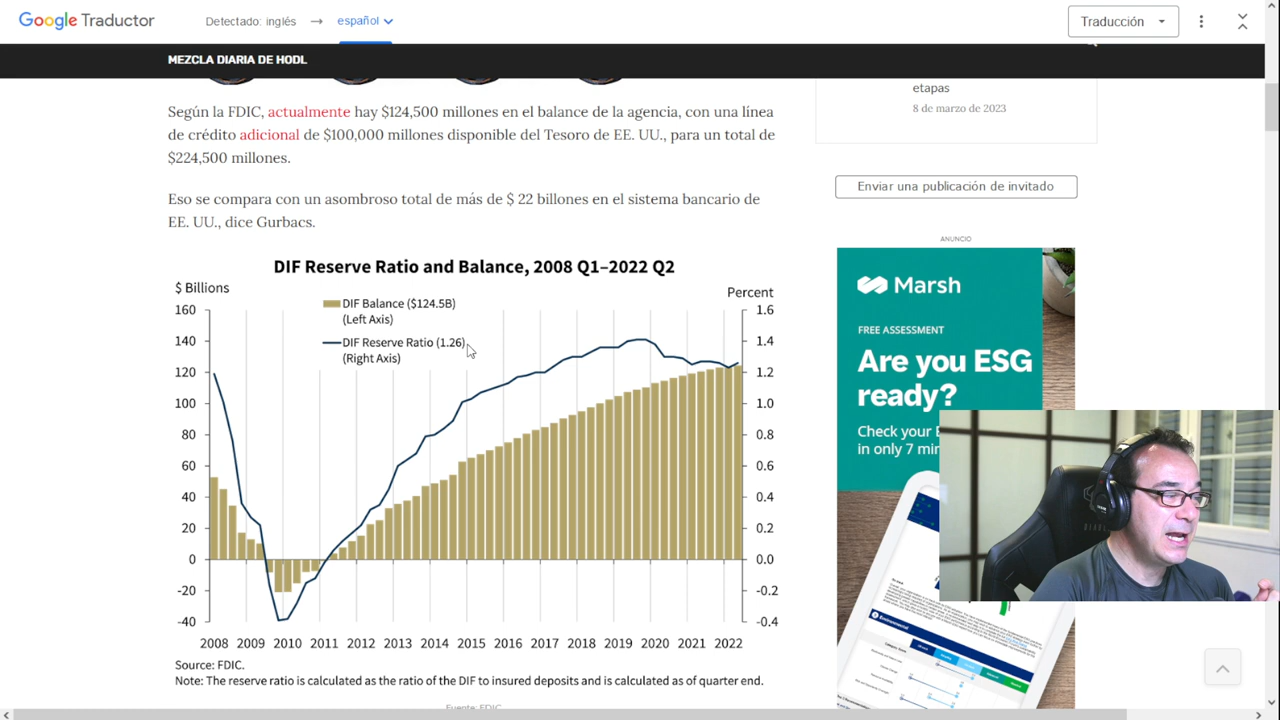 Google Traductor
Detectado: inglés → español
Traducción
MEZCLA DIARIA DE HODL
Según la FDIC, actualmente hay $124,500 millones en el balance de la agencia, con una línea
de crédito adicional de $100,000 millones disponible del Tesoro de EE. UU., para un total de
$224,500 millones.
Eso se compara con un asombroso total de más de $ 22 billones en el sistema bancario de
EE. UU., dice Gurbacs.
DIF Reserve Ratio and Balance, 2008 Q1–2022 Q2
$ Billions
Percent
DIF Balance ($124.5B)
(Left Axis)
DIF Reserve Ratio (1.26)
(Right Axis)
160
140
120
100
80
60
40
20
0
-20
-40
1.6
1.4
1.2
1.0
0.8
0.6
0.4
0.2
0.0
-0.2
-0.4
2008 2009 2010 2011 2012 2013 2014 2015 2016 2017 2018 2019 2020 2021 2022
Source: FDIC.
Note: The reserve ratio is calculated as the ratio of the DIF to insured deposits and is calculated as of quarter end.
Fuente: FDIC
etapas
8 de marzo de 2023
Enviar una publicación de invitado
ANUNCIO
Marsh
FREE ASSESSMENT
Are you ESG
ready?
Check your
in only 7 min